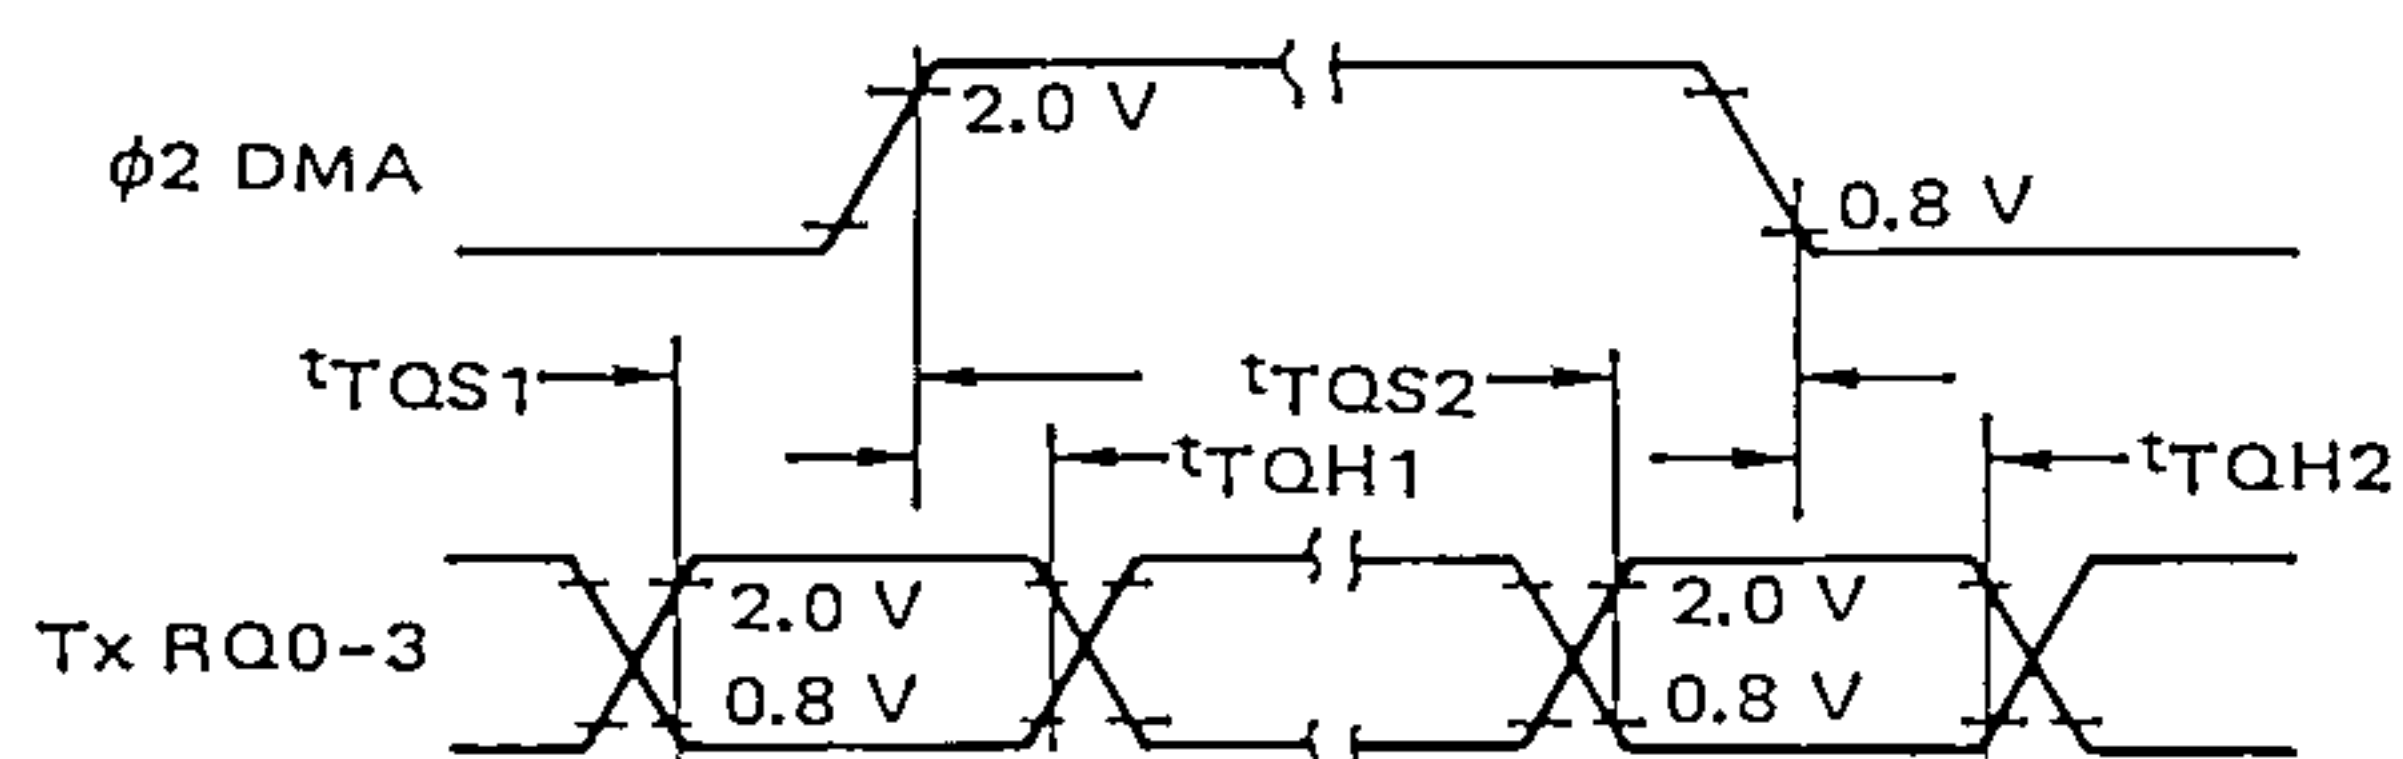 2.0 V
ϕ2 DMA
0.8 V
tTQS1
tTQS2
tTQH1
tTQH2
2.0 V
2.0 V
Tx RQ0-3
0.8 V
0.8 V